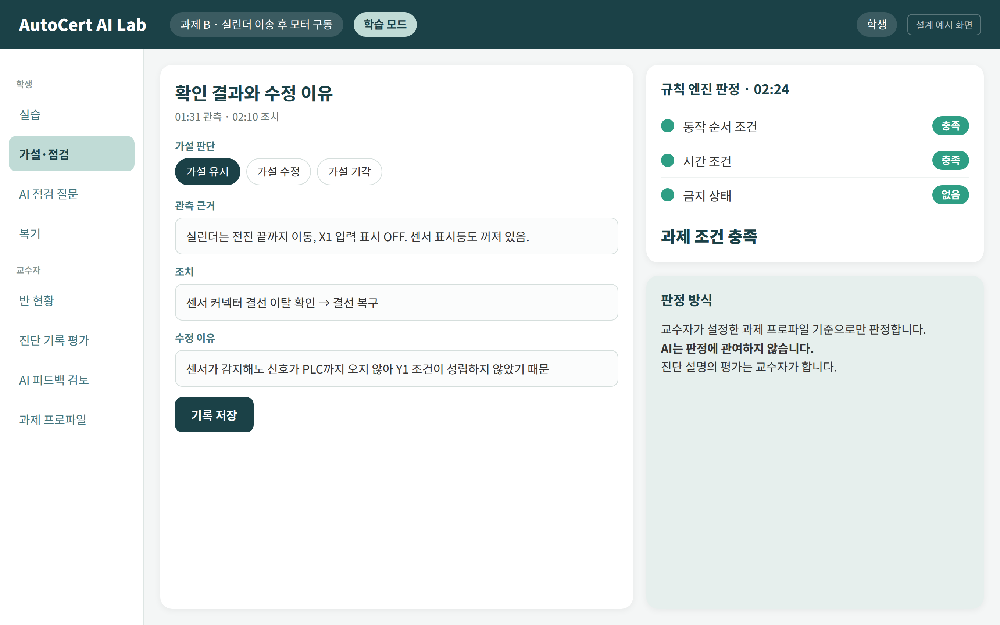 AutoCert AI Lab
과제 B · 실린더 이송 후 모터 구동
학습 모드
학생
설계 예시 화면
학생
실습
가설·점검
AI 점검 질문
복기
교수자
반 현황
진단 기록 평가
AI 피드백 검토
과제 프로파일
확인 결과와 수정 이유
01:31 관측 · 02:10 조치
가설 판단
가설 유지
가설 수정
가설 기각
관측 근거
실린더는 전진 끝까지 이동, X1 입력 표시 OFF. 센서 표시등도 꺼져 있음.
조치
센서 커넥터 결선 이탈 확인 → 결선 복구
수정 이유
센서가 감지해도 신호가 PLC까지 오지 않아 Y1 조건이 성립하지 않았기 때문
기록 저장
규칙 엔진 판정 · 02:24
동작 순서 조건
충족
시간 조건
충족
금지 상태
없음
과제 조건 충족
판정 방식
교수자가 설정한 과제 프로파일 기준으로만 판정합니다.
AI는 판정에 관여하지 않습니다.
진단 설명의 평가는 교수자가 합니다.